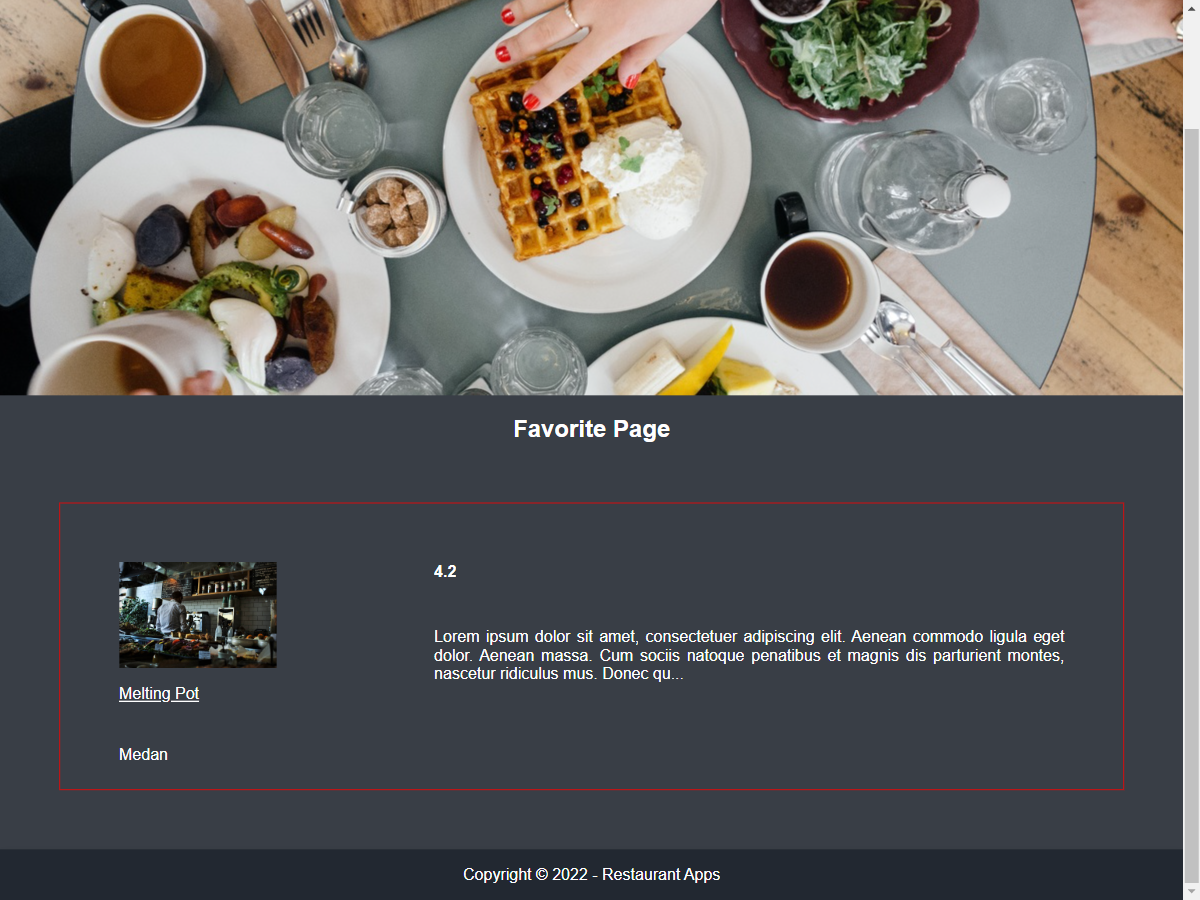 Favorite Page
4.2
Lorem ipsum dolor sit amet, consectetuer adipiscing elit. Aenean commodo ligula eget
dolor. Aenean massa. Cum sociis natoque penatibus et magnis dis parturient montes,
nascetur ridiculus mus. Donec qu...
Melting Pot
Medan
Copyright © 2022 - Restaurant Apps